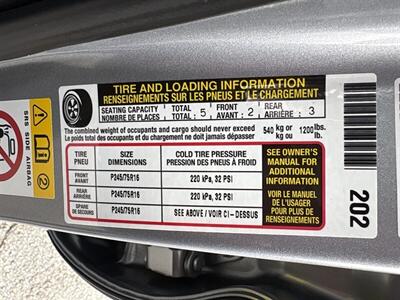 SRS SIDE AIRBAG
TIRE AND LOADING INFORMATION
RENSEIGNEMENTS SUR LES PNEUS ET LE CHARGEMENT
SEATING CAPACITY TOTAL 5 FRONT 2 REAR 3
NOMBRE DE PLACES TOTAL AVANT ARRIÈRE
The combined weight of occupants and cargo should never exceed 540 kg or 1200 lbs.
Le poids total des occupants et du chargement ne doit jamais dépasser kg ou lb.
TIRE SIZE COLD TIRE PRESSURE
PNEU DIMENSIONS PRESSION DES PNEUS À FROID
FRONT
AVANT P245/75R16 220 kPa, 32 PSI
REAR
ARRIÈRE P245/75R16 220 kPa, 32 PSI
SPARE
DE SECOURS P245/75R16 SEE ABOVE / VOIR CI-DESSUS
SEE OWNER'S
MANUAL FOR
ADDITIONAL
INFORMATION
VOIR LE MANUEL
DE L'USAGER
POUR PLUS DE
RENSEIGNEMENTS
202